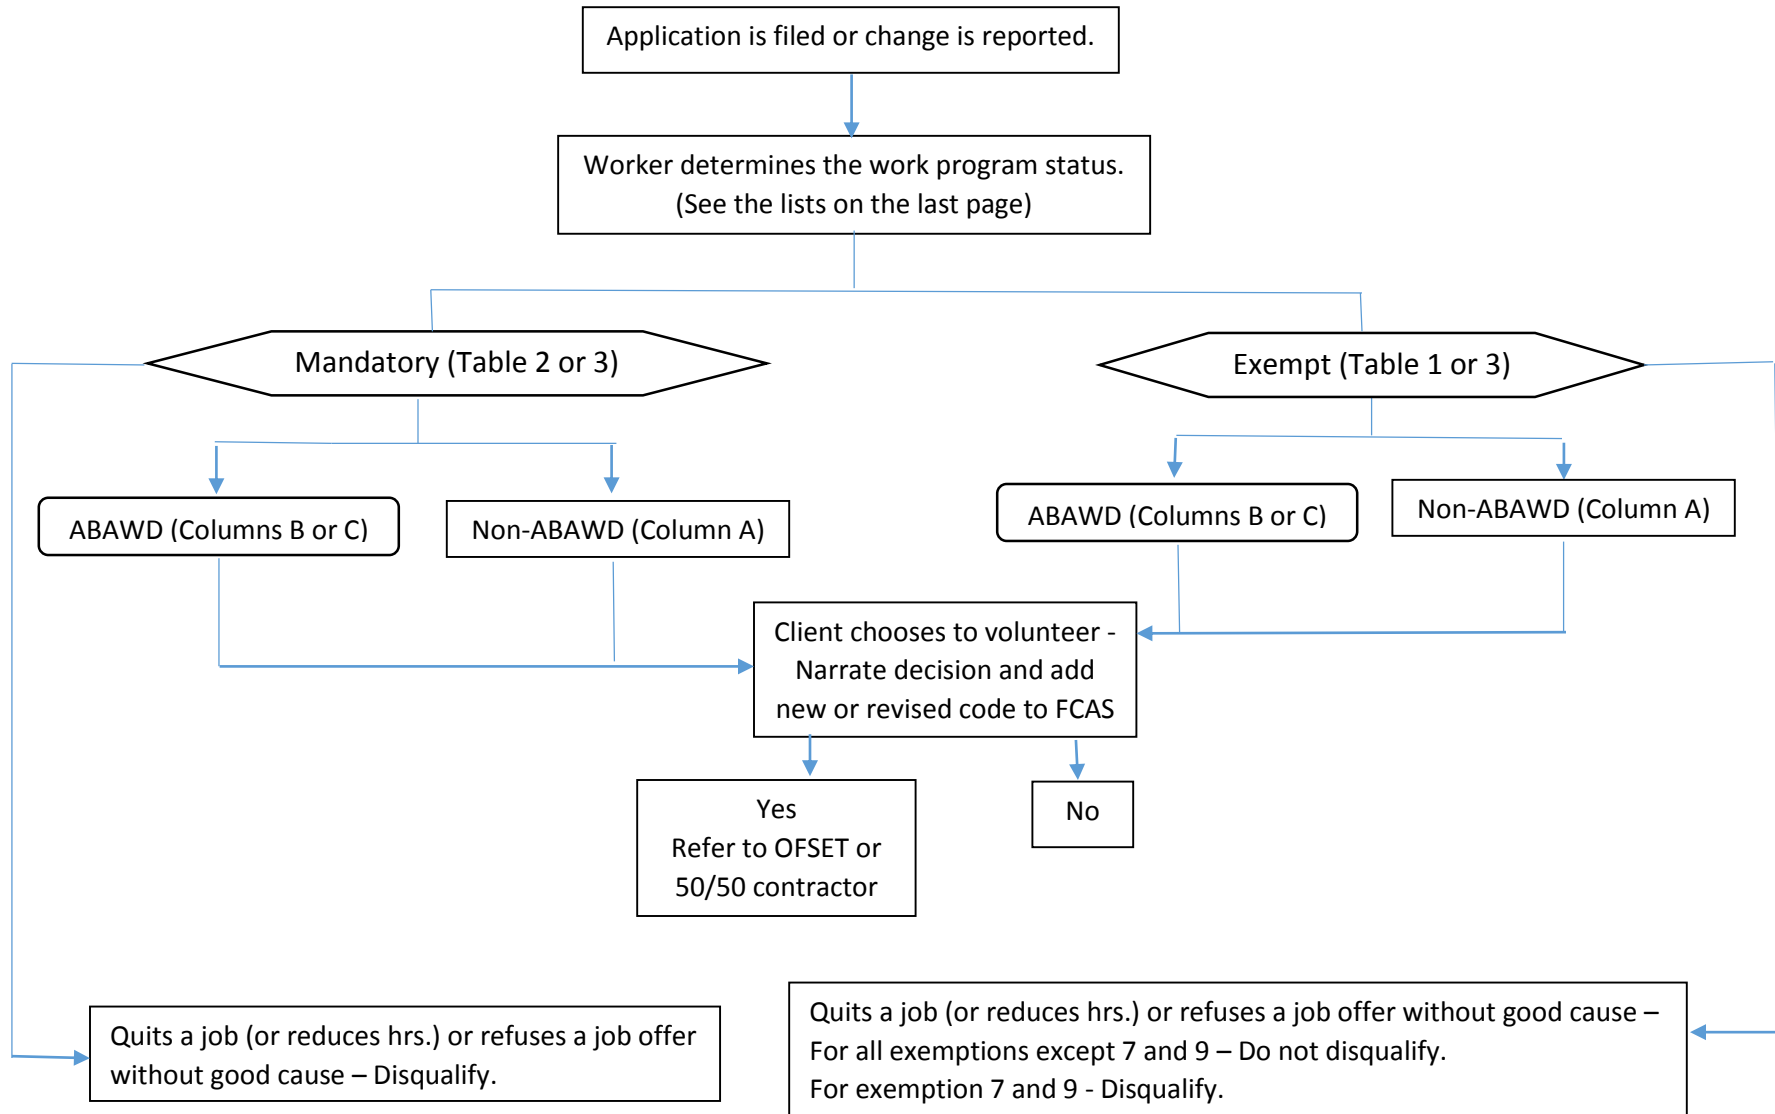 Application is filed or change is reported.
Worker determines the work program status.
(See the lists on the last page)
Mandatory (Table 2 or 3)
Exempt (Table 1 or 3)
ABAWD (Columns B or C)
Non-ABAWD (Column A)
ABAWD (Columns B or C)
Non-ABAWD (Column A)
Client chooses to volunteer -
Narrate decision and add
new or revised code to FCAS
Yes
Refer to OFSET or
50/50 contractor
No
Quits a job (or reduces hrs.) or refuses a job offer
without good cause – Disqualify.
Quits a job (or reduces hrs.) or refuses a job offer without good cause –
For all exemptions except 7 and 9 – Do not disqualify.
For exemption 7 and 9 - Disqualify.